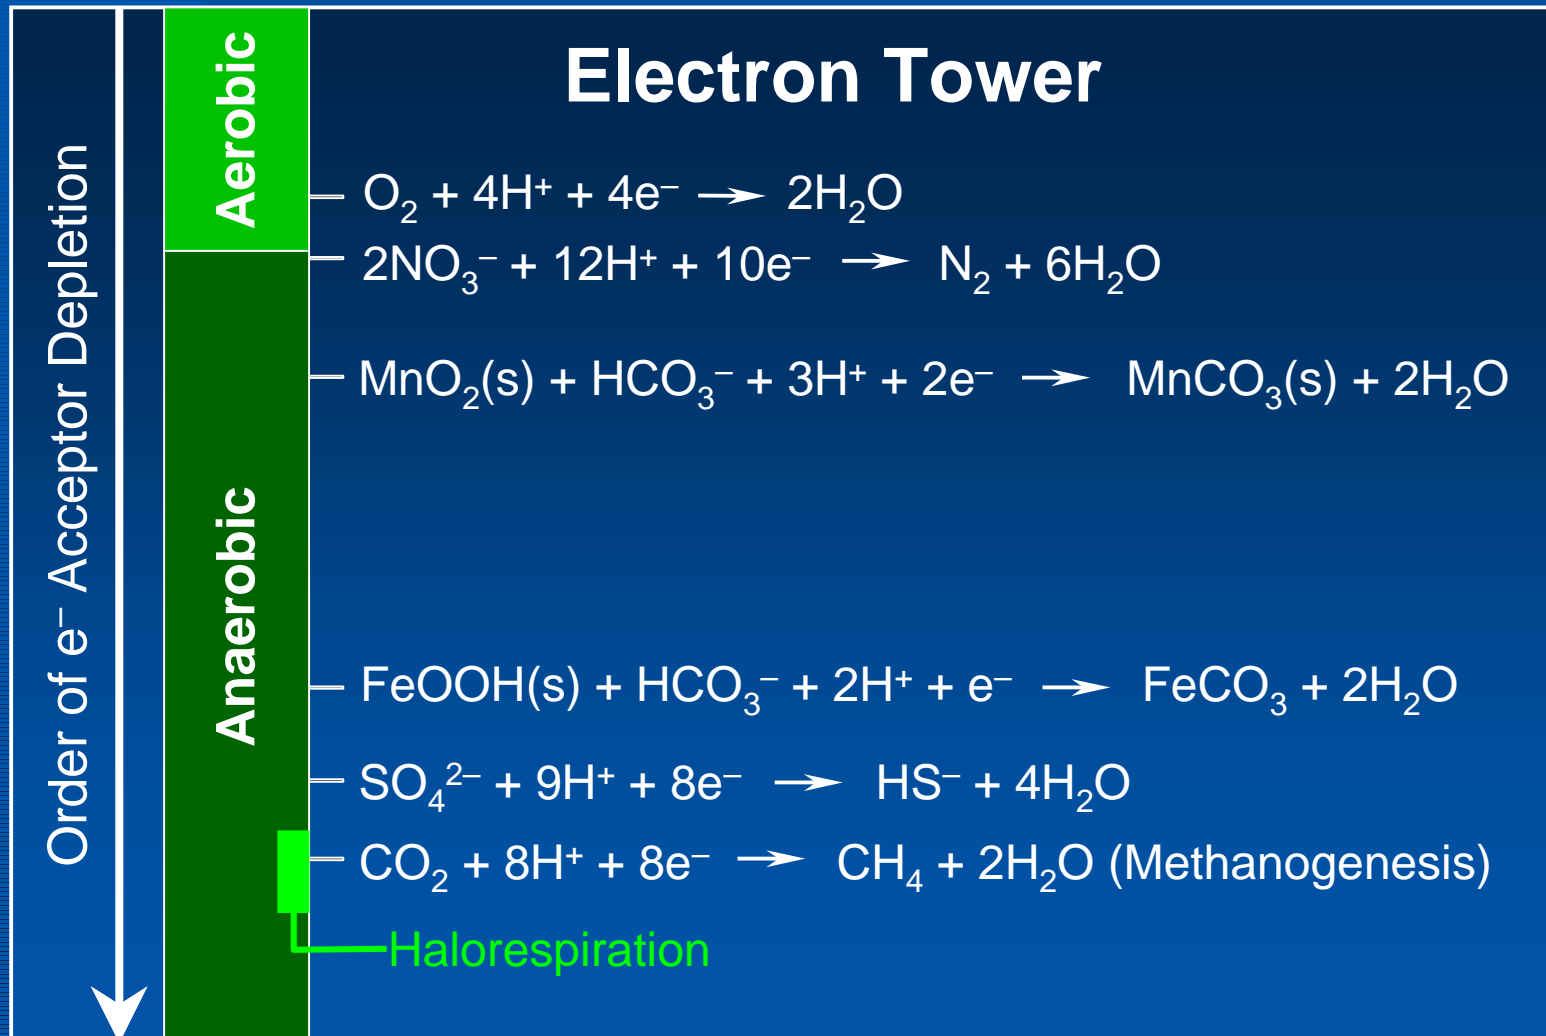 Electron Tower
Order of e⁻ Acceptor Depletion
Aerobic
Anaerobic
O₂ + 4H⁺ + 4e⁻ → 2H₂O
2NO₃⁻ + 12H⁺ + 10e⁻ → N₂ + 6H₂O
MnO₂(s) + HCO₃⁻ + 3H⁺ + 2e⁻ → MnCO₃(s) + 2H₂O
FeOOH(s) + HCO₃⁻ + 2H⁺ + e⁻ → FeCO₃ + 2H₂O
SO₄²⁻ + 9H⁺ + 8e⁻ → HS⁻ + 4H₂O
CO₂ + 8H⁺ + 8e⁻ → CH₄ + 2H₂O (Methanogenesis)
Halorespiration